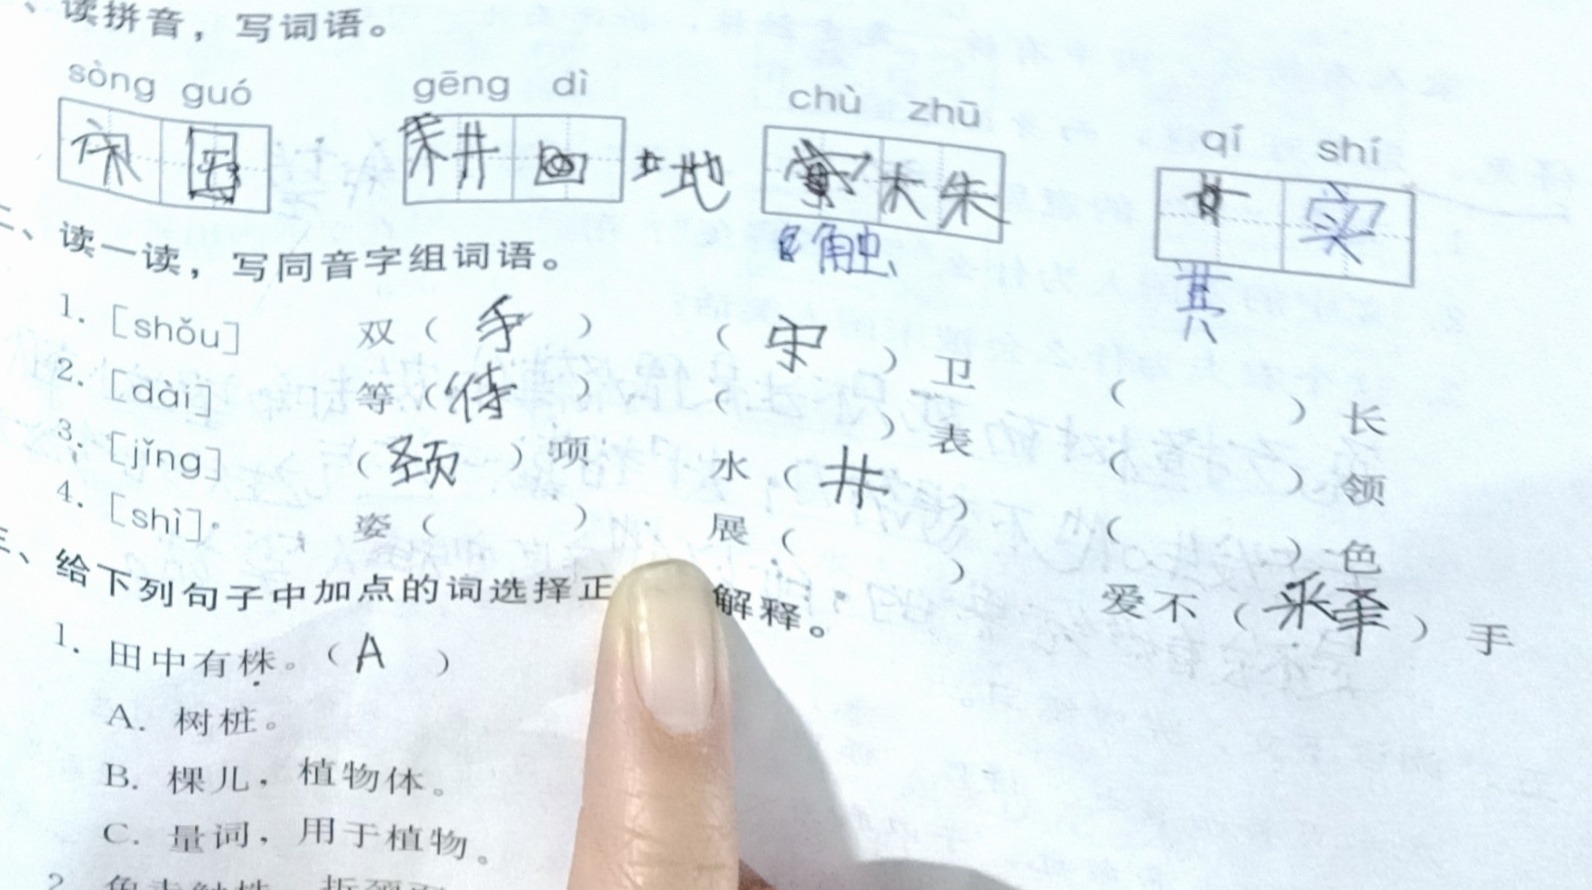 、读拼音，写词语。
sòng guó gēng dì chù zhū qí shí
宋国 耕 地 株 实
触 其
二、读一读，写同音字组词语。
1. [shǒu] 双（手） （守）卫 （ ）长
2. [dài] 等（待） （ ）表 （ ）领
3. [jǐng] （颈）项 水（井） （ ）色
4. [shì] 姿（ ） 展（ ） 爱不（释）手
三、给下列句子中加点的词选择正 解释。
1. 田中有株。（A）
A. 树桩。
B. 棵儿，植物体。
C. 量词，用于植物。
2